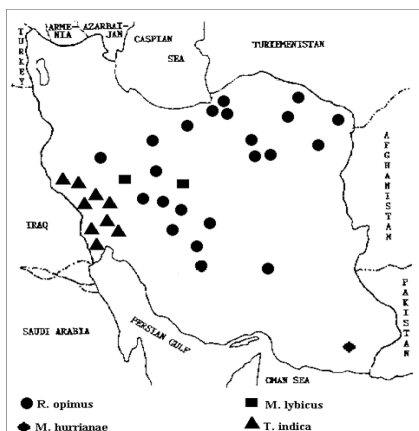 TURKEY
ARME-
NIA
AZARBAT-
JAN
CASPIAN
SEA
TURKEMENISTAN
AFGHANISTAN
IRAQ
PAKISTAN
SAUDI ARABIA
PERSIAN GULF
OMAN SEA
R. opimus
M. lybicus
M. hurrianae
T. indica